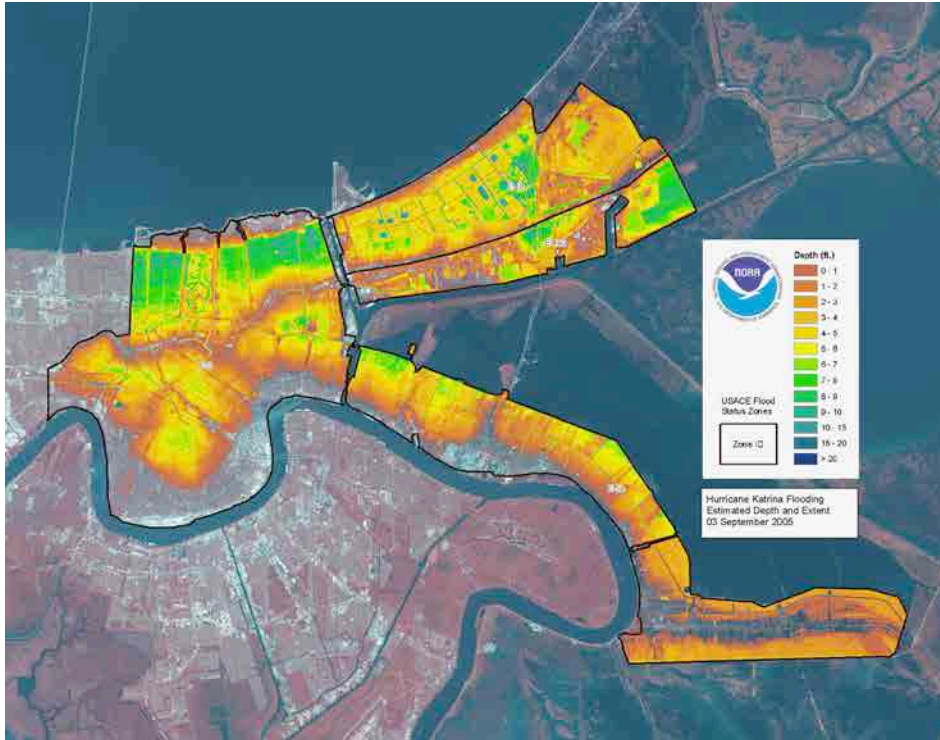 NOAA
Depth (ft.)
0 - 1
1 - 2
2 - 3
3 - 4
4 - 5
5 - 6
6 - 7
7 - 8
8 - 9
9 - 10
10 - 15
15 - 20
> 20
USACE Flood
Status Zones
Zone ID
Hurricane Katrina Flooding
Estimated Depth and Extent
03 September 2005